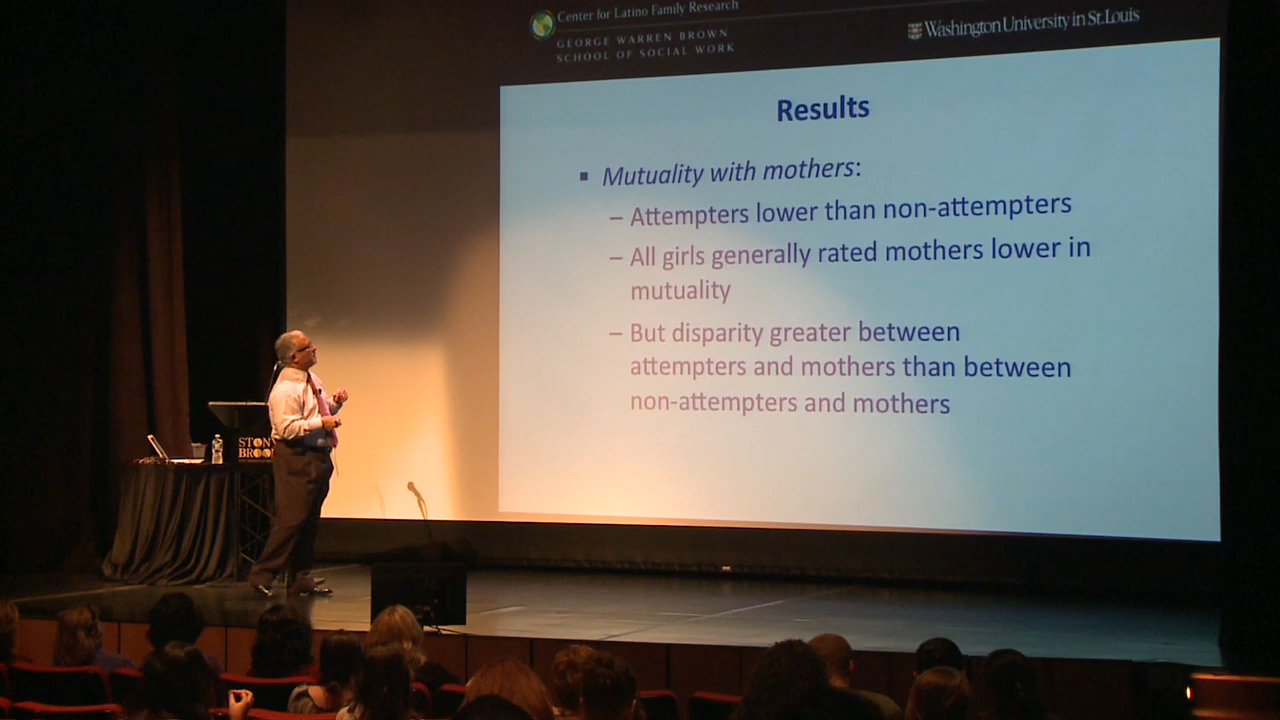 Center for Latino Family Research
GEORGE WARREN BROWN
SCHOOL OF SOCIAL WORK
Washington University in St. Louis
Results
▪ Mutuality with mothers:
– Attempters lower than non-attempters
– All girls generally rated mothers lower in
mutuality
– But disparity greater between
attempters and mothers than between
non-attempters and mothers
STONY
BROOK